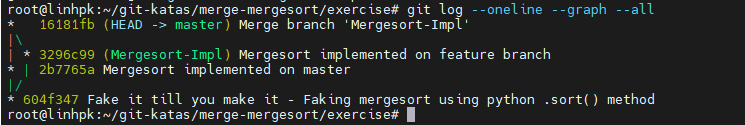 root@linhpk:~/git-katas/merge-mergesort/exercise# git log --oneline --graph --all
*   16181fb (HEAD -> master) Merge branch 'Mergesort-Impl'
|\
| * 3296c99 (Mergesort-Impl) Mergesort implemented on feature branch
* | 2b7765a Mergesort implemented on master
|/
* 604f347 Fake it till you make it - Faking mergesort using python .sort() method
root@linhpk:~/git-katas/merge-mergesort/exercise#